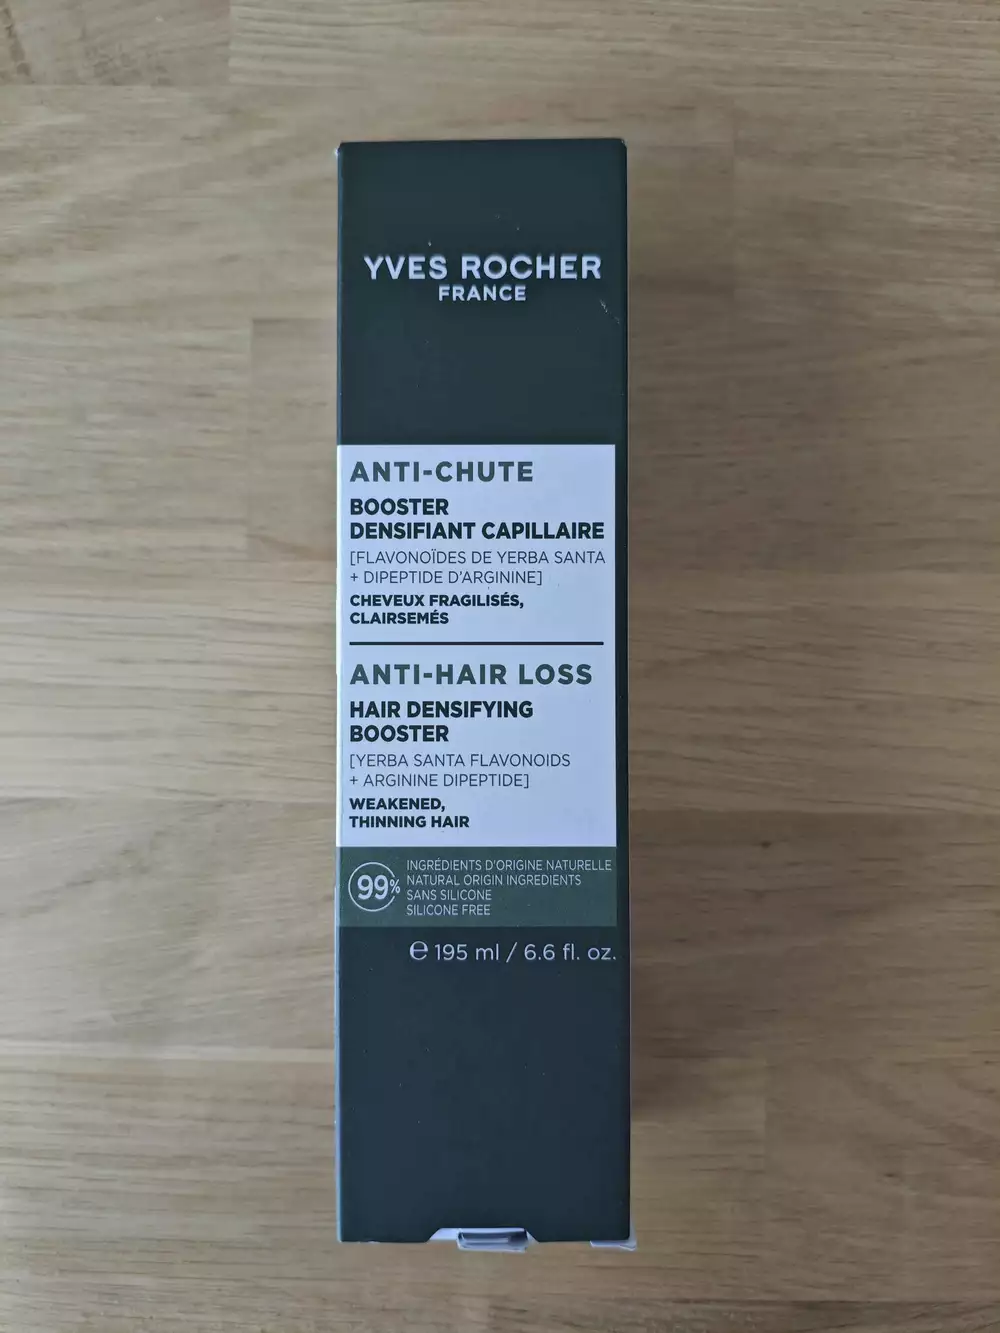 YVES ROCHER
FRANCE
ANTI-CHUTE
BOOSTER
DENSIFIANT CAPILLAIRE
[FLAVONOÏDES DE YERBA SANTA
+ DIPEPTIDE D'ARGININE]
CHEVEUX FRAGILISÉS,
CLAIRSEMÉS
ANTI-HAIR LOSS
HAIR DENSIFYING
BOOSTER
[YERBA SANTA FLAVONOIDS
+ ARGININE DIPEPTIDE]
WEAKENED,
THINNING HAIR
99%
INGRÉDIENTS D'ORIGINE NATURELLE
NATURAL ORIGIN INGREDIENTS
SANS SILICONE
SILICONE FREE
℮ 195 ml / 6.6 fl. oz.